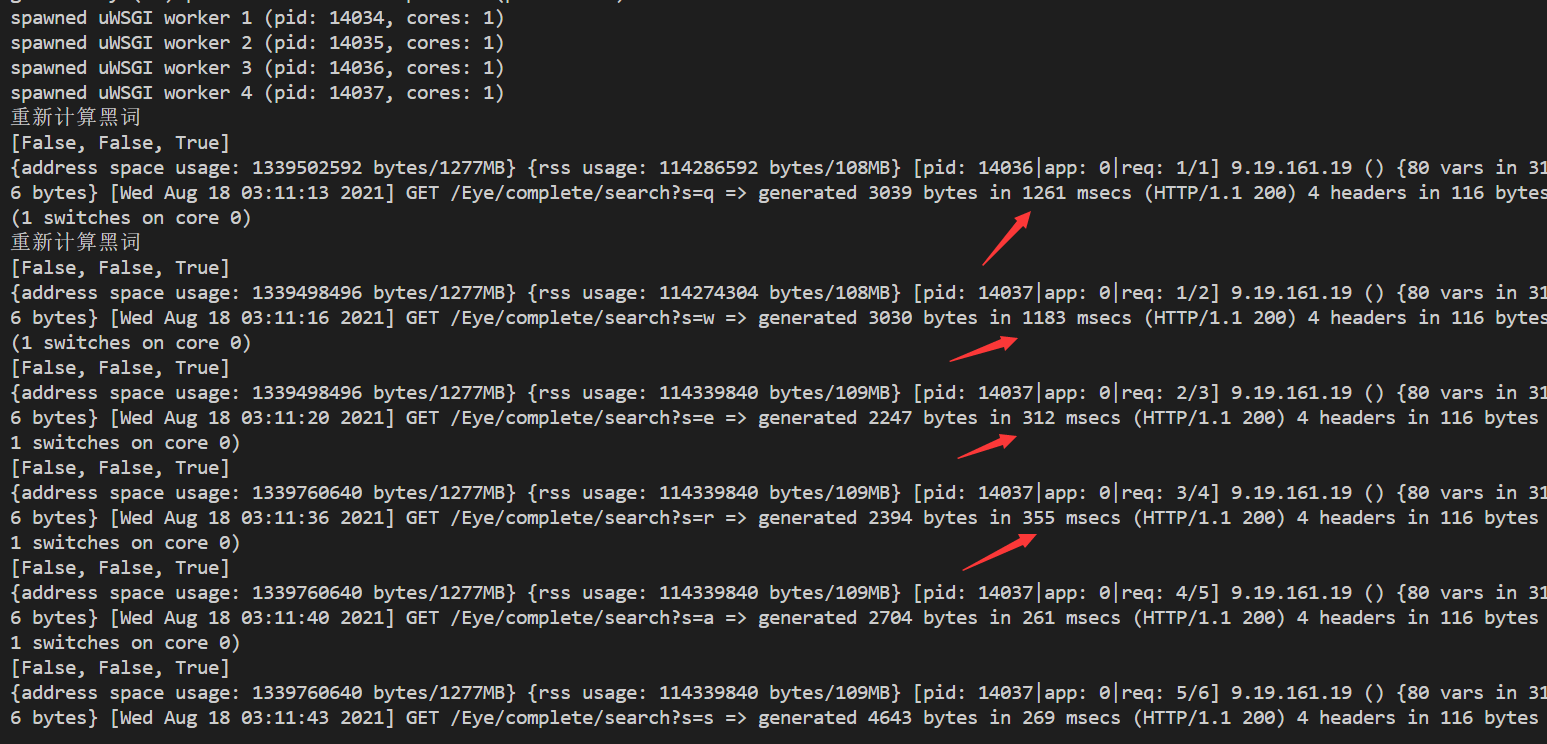 spawned uWSGI worker 1 (pid: 14034, cores: 1)
spawned uWSGI worker 2 (pid: 14035, cores: 1)
spawned uWSGI worker 3 (pid: 14036, cores: 1)
spawned uWSGI worker 4 (pid: 14037, cores: 1)
重新计算黑词
[False, False, True]
{address space usage: 1339502592 bytes/1277MB} {rss usage: 114286592 bytes/108MB} [pid: 14036|app: 0|req: 1/1] 9.19.161.19 () {80 vars in 31
6 bytes} [Wed Aug 18 03:11:13 2021] GET /Eye/complete/search?s=q => generated 3039 bytes in 1261 msecs (HTTP/1.1 200) 4 headers in 116 bytes
(1 switches on core 0)
重新计算黑词
[False, False, True]
{address space usage: 1339498496 bytes/1277MB} {rss usage: 114274304 bytes/108MB} [pid: 14037|app: 0|req: 1/2] 9.19.161.19 () {80 vars in 31
6 bytes} [Wed Aug 18 03:11:16 2021] GET /Eye/complete/search?s=w => generated 3030 bytes in 1183 msecs (HTTP/1.1 200) 4 headers in 116 bytes
(1 switches on core 0)
[False, False, True]
{address space usage: 1339498496 bytes/1277MB} {rss usage: 114339840 bytes/109MB} [pid: 14037|app: 0|req: 2/3] 9.19.161.19 () {80 vars in 31
6 bytes} [Wed Aug 18 03:11:20 2021] GET /Eye/complete/search?s=e => generated 2247 bytes in 312 msecs (HTTP/1.1 200) 4 headers in 116 bytes
1 switches on core 0)
[False, False, True]
{address space usage: 1339760640 bytes/1277MB} {rss usage: 114339840 bytes/109MB} [pid: 14037|app: 0|req: 3/4] 9.19.161.19 () {80 vars in 31
6 bytes} [Wed Aug 18 03:11:36 2021] GET /Eye/complete/search?s=r => generated 2394 bytes in 355 msecs (HTTP/1.1 200) 4 headers in 116 bytes
1 switches on core 0)
[False, False, True]
{address space usage: 1339760640 bytes/1277MB} {rss usage: 114339840 bytes/109MB} [pid: 14037|app: 0|req: 4/5] 9.19.161.19 () {80 vars in 31
6 bytes} [Wed Aug 18 03:11:40 2021] GET /Eye/complete/search?s=a => generated 2704 bytes in 261 msecs (HTTP/1.1 200) 4 headers in 116 bytes
1 switches on core 0)
[False, False, True]
{address space usage: 1339760640 bytes/1277MB} {rss usage: 114339840 bytes/109MB} [pid: 14037|app: 0|req: 5/6] 9.19.161.19 () {80 vars in 31
6 bytes} [Wed Aug 18 03:11:43 2021] GET /Eye/complete/search?s=s => generated 4643 bytes in 269 msecs (HTTP/1.1 200) 4 headers in 116 bytes